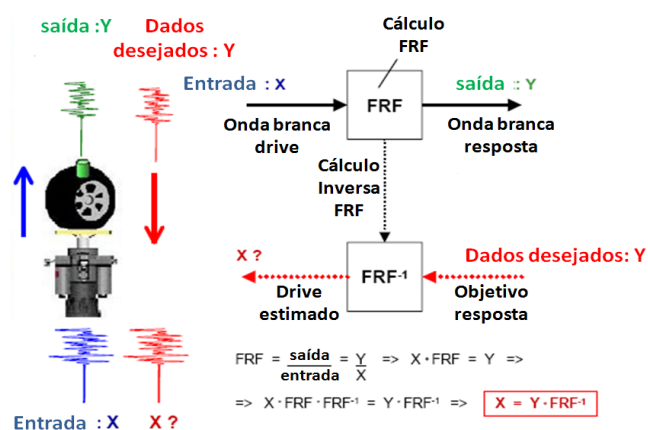 saída :Y
Dados
desejados : Y
Cálculo
FRF
Entrada : X
FRF
saída :: Y
Onda branca
drive
Onda branca
resposta
Cálculo
Inversa
FRF
X ?
FRF-1
Dados desejados: Y
Drive
estimado
Objetivo
resposta
FRF = saída/entrada = Y/X => X·FRF = Y =>
=> X·FRF·FRF-1 = Y·FRF-1 => X = Y·FRF-1
Entrada : X
X ?